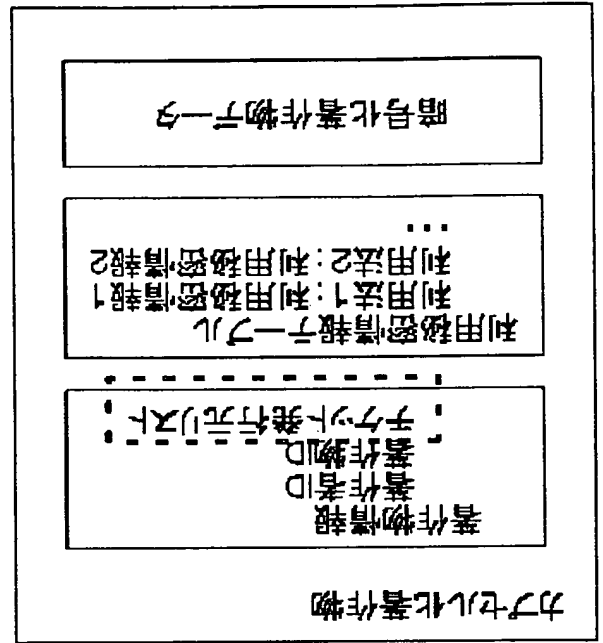 カプセル化著作物
著作物情報
著作者ID
著作物ID
チケット発行元リスト
利用秘密情報テーブル
利用法1：利用秘密情報1
利用法2：利用秘密情報2
...
暗号化著作物データ